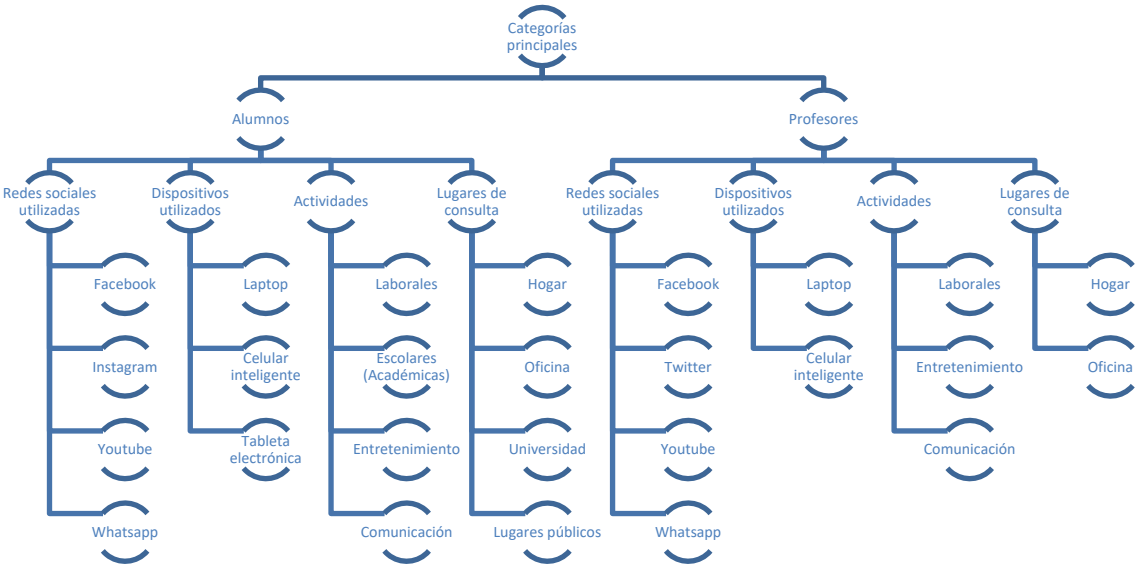 Categorías
principales
Alumnos
Profesores
Redes sociales
utilizadas
Dispositivos
utilizados
Actividades
Lugares de
consulta
Redes sociales
utilizadas
Dispositivos
utilizados
Actividades
Lugares de
consulta
Facebook
Laptop
Laborales
Hogar
Facebook
Laptop
Laborales
Hogar
Instagram
Celular
inteligente
Escolares
(Académicas)
Oficina
Twitter
Celular
inteligente
Entretenimiento
Oficina
Youtube
Tableta
electrónica
Entretenimiento
Universidad
Youtube
Comunicación
Whatsapp
Comunicación
Lugares públicos
Whatsapp